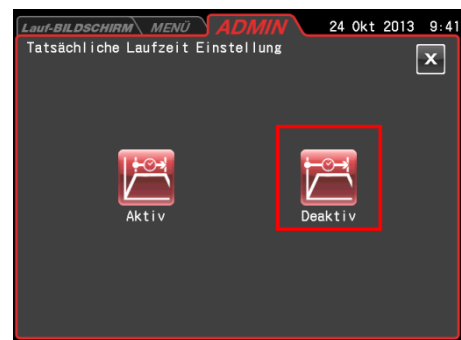 Lauf-BILDSCHIRM MENÜ ADMIN 24 Okt 2013 9:41
Tatsächliche Laufzeit Einstellung
X
Aktiv Deaktiv